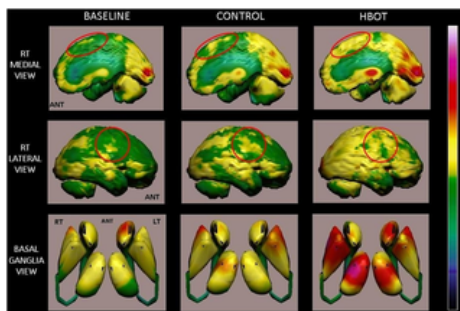 BASELINE CONTROL HBOT
RT
MEDIAL
VIEW
ANT
RT
LATERAL
VIEW
ANT
RT ANT LT
BASAL
GANGLIA
VIEW